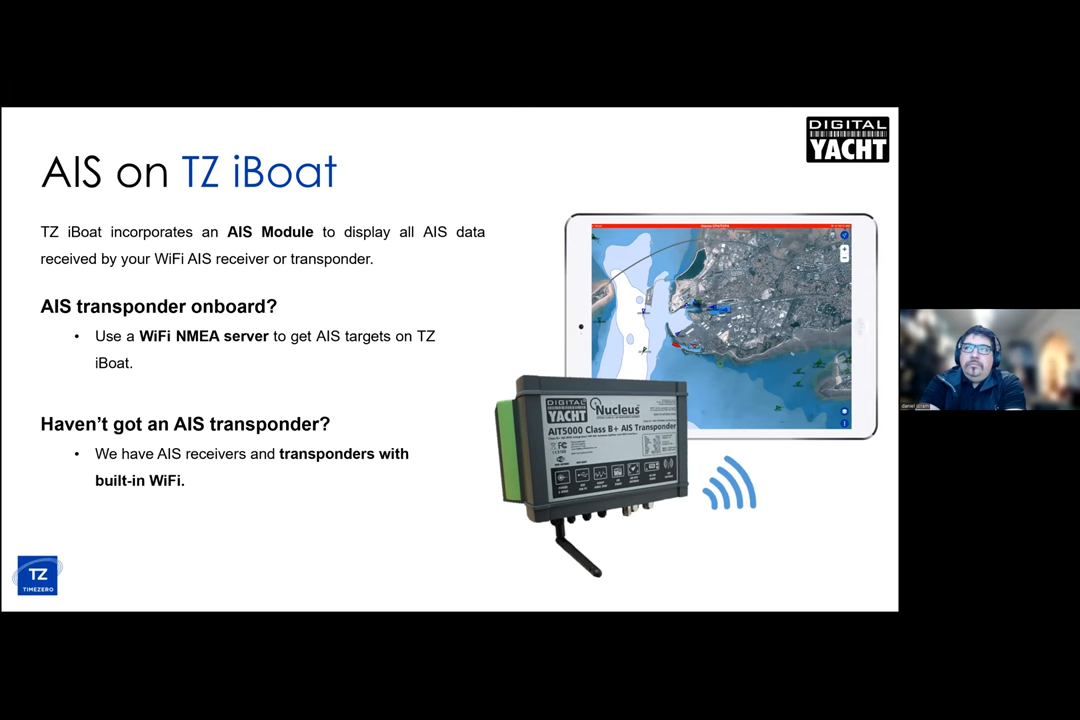 DIGITAL
YACHT
AIS on TZ iBoat
TZ iBoat incorporates an AIS Module to display all AIS data
received by your WiFi AIS receiver or transponder.
AIS transponder onboard?
• Use a WiFi NMEA server to get AIS targets on TZ
iBoat.
Haven’t got an AIS transponder?
• We have AIS receivers and transponders with
built-in WiFi.
DIGITAL
YACHT
Nucleus
AIT5000 Class B+ AIS Transponder
FC
TZ
TIMEZERO